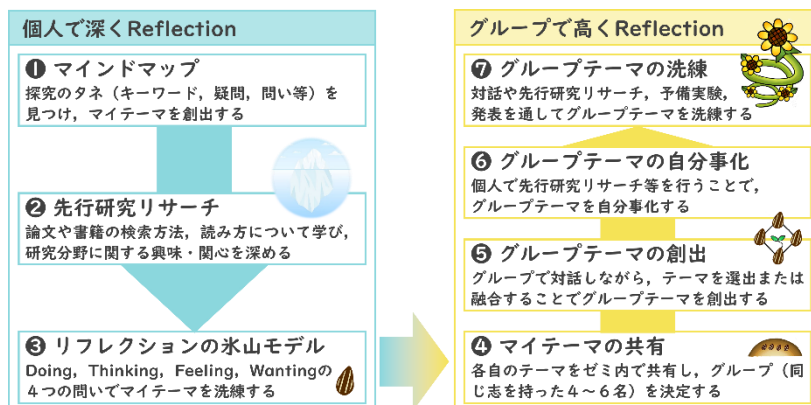 個人で深くReflection
❶ マインドマップ
探究のタネ（キーワード，疑問，問い等）を
見つけ，マイテーマを創出する
❷ 先行研究リサーチ
論文や書籍の検索方法，読み方について学び，
研究分野に関する興味・関心を深める
❸ リフレクションの氷山モデル
Doing, Thinking, Feeling, Wantingの
４つの問いでマイテーマを洗練する
グループで高くReflection
❼ グループテーマの洗練
対話や先行研究リサーチ，予備実験，
発表を通してグループテーマを洗練する
❻ グループテーマの自分事化
個人で先行研究リサーチ等を行うことで，
グループテーマを自分事化する
❺ グループテーマの創出
グループで対話しながら，テーマを選出または
融合することでグループテーマを創出する
❹ マイテーマの共有
各自のテーマをゼミ内で共有し，グループ（同
じ志を持った４～６名）を決定する